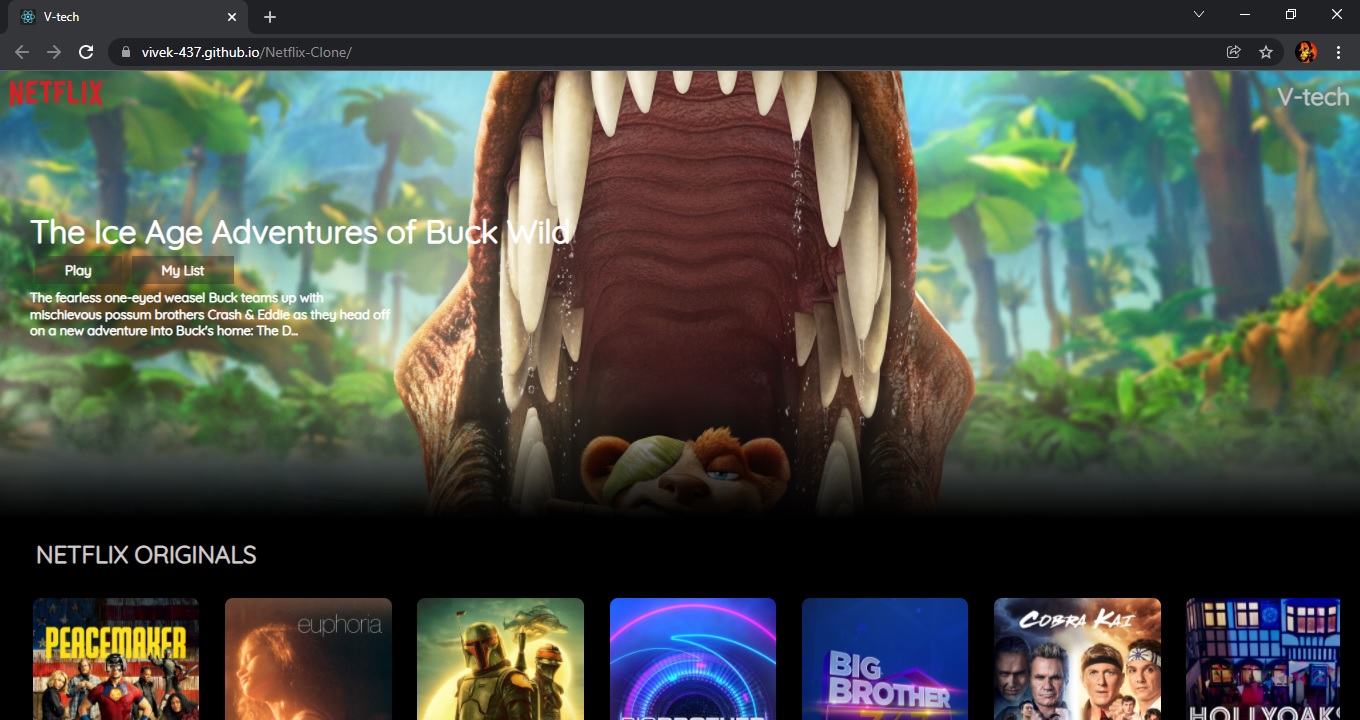 V-tech
vivek-437.github.io/Netflix-Clone/
NETFLIX
V-tech
The Ice Age Adventures of Buck Wild
Play
My List
The fearless one-eyed weasel Buck teams up with
mischievous possum brothers Crash & Eddie as they head off
on a new adventure into Buck's home: The D...
NETFLIX ORIGINALS
PEACEMAKER
euphoria
COBRA KAI
BIG
BROTHER
BIGBROTHER
HOLLYOAKS